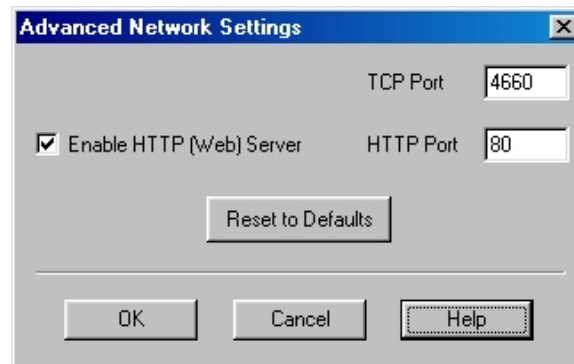 Advanced Network Settings
TCP Port 4660
Enable HTTP (Web) Server HTTP Port 80
Reset to Defaults
OK Cancel Help